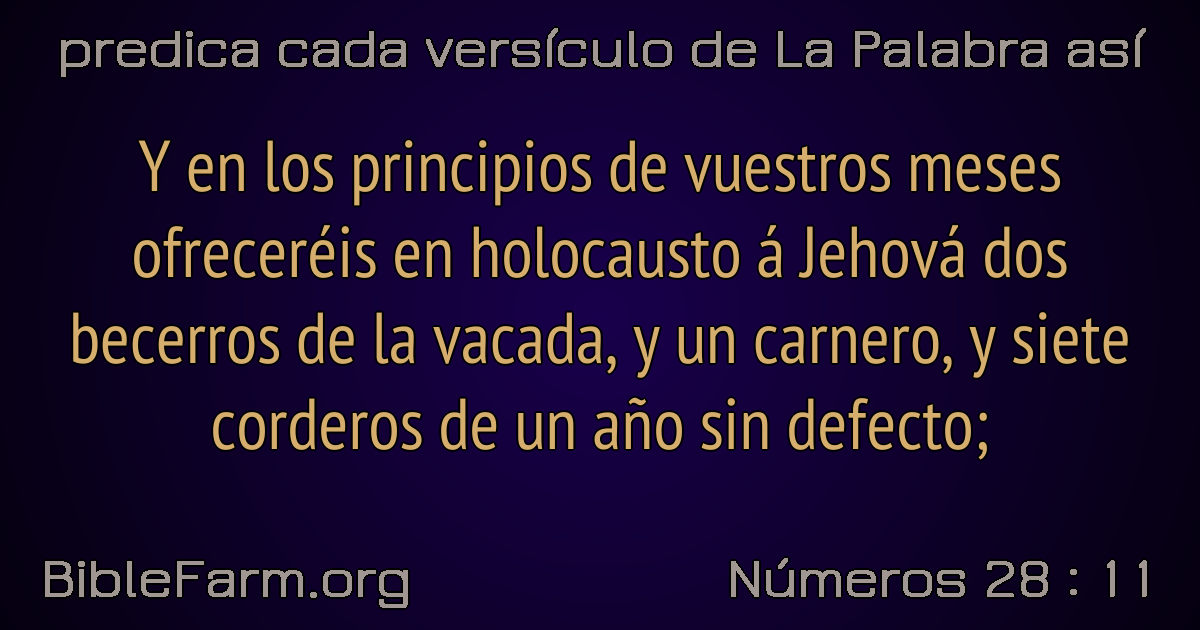 predica cada versículo de La Palabra así
Y en los principios de vuestros meses
ofreceréis en holocausto á Jehová dos
becerros de la vacada, y un carnero, y siete
corderos de un año sin defecto;
BibleFarm.org
Números 28 : 11